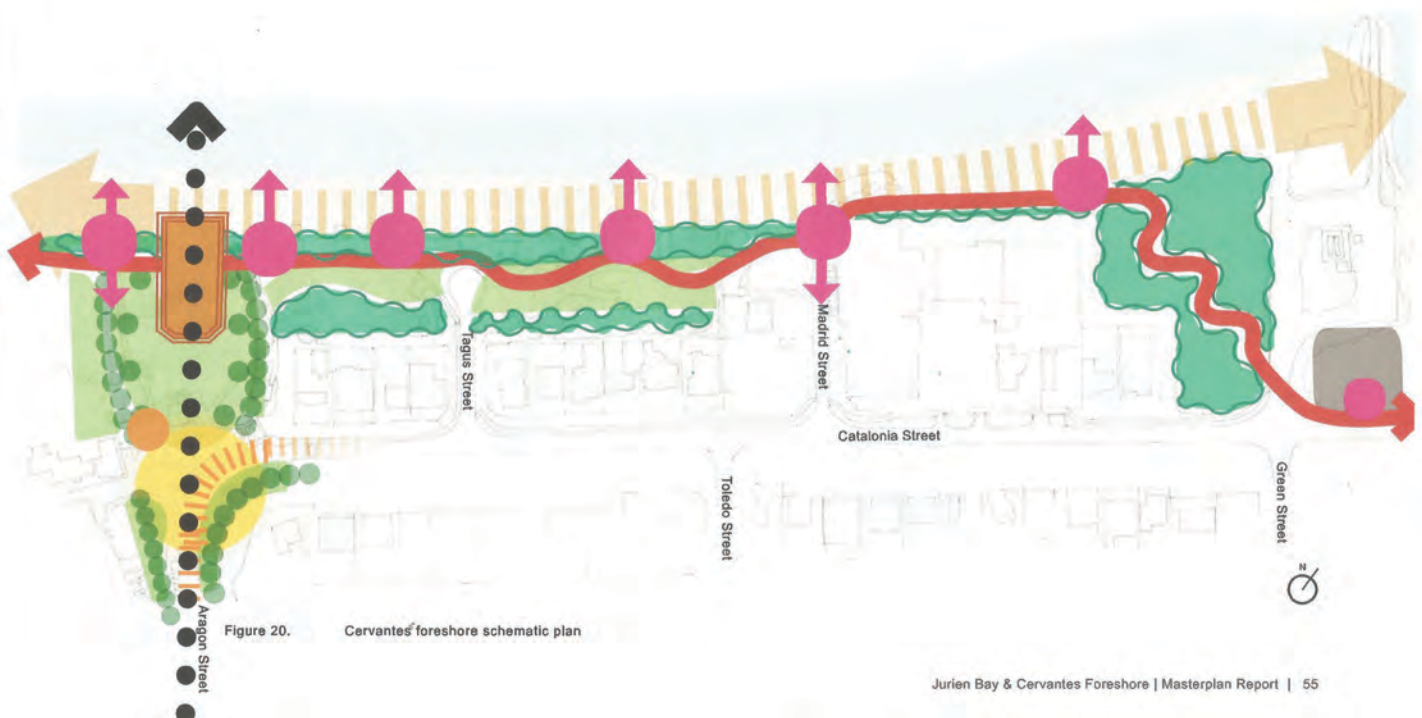 Tagus Street
Madrid Street
Catalonia Street
Toledo Street
Green Street
N
Aragon Street
Figure 20. Cervantes foreshore schematic plan
Jurien Bay & Cervantes Foreshore | Masterplan Report | 55